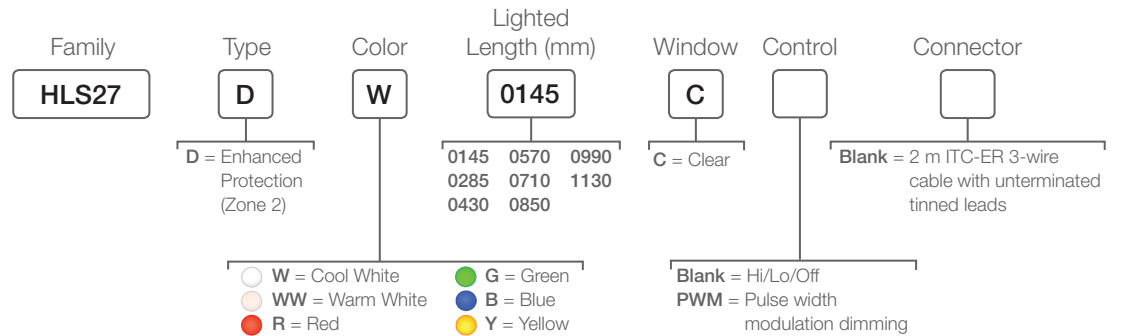 Family
Type
Color
Lighted
Length (mm)
Window
Control
Connector
HLS27
D
W
0145
C
D = Enhanced
Protection
(Zone 2)
0145 0570 0990
0285 0710 1130
0430 0850
C = Clear
Blank = 2 m ITC-ER 3-wire
cable with unterminated
tinned leads
W = Cool White
WW = Warm White
R = Red
G = Green
B = Blue
Y = Yellow
Blank = Hi/Lo/Off
PWM = Pulse width
modulation dimming